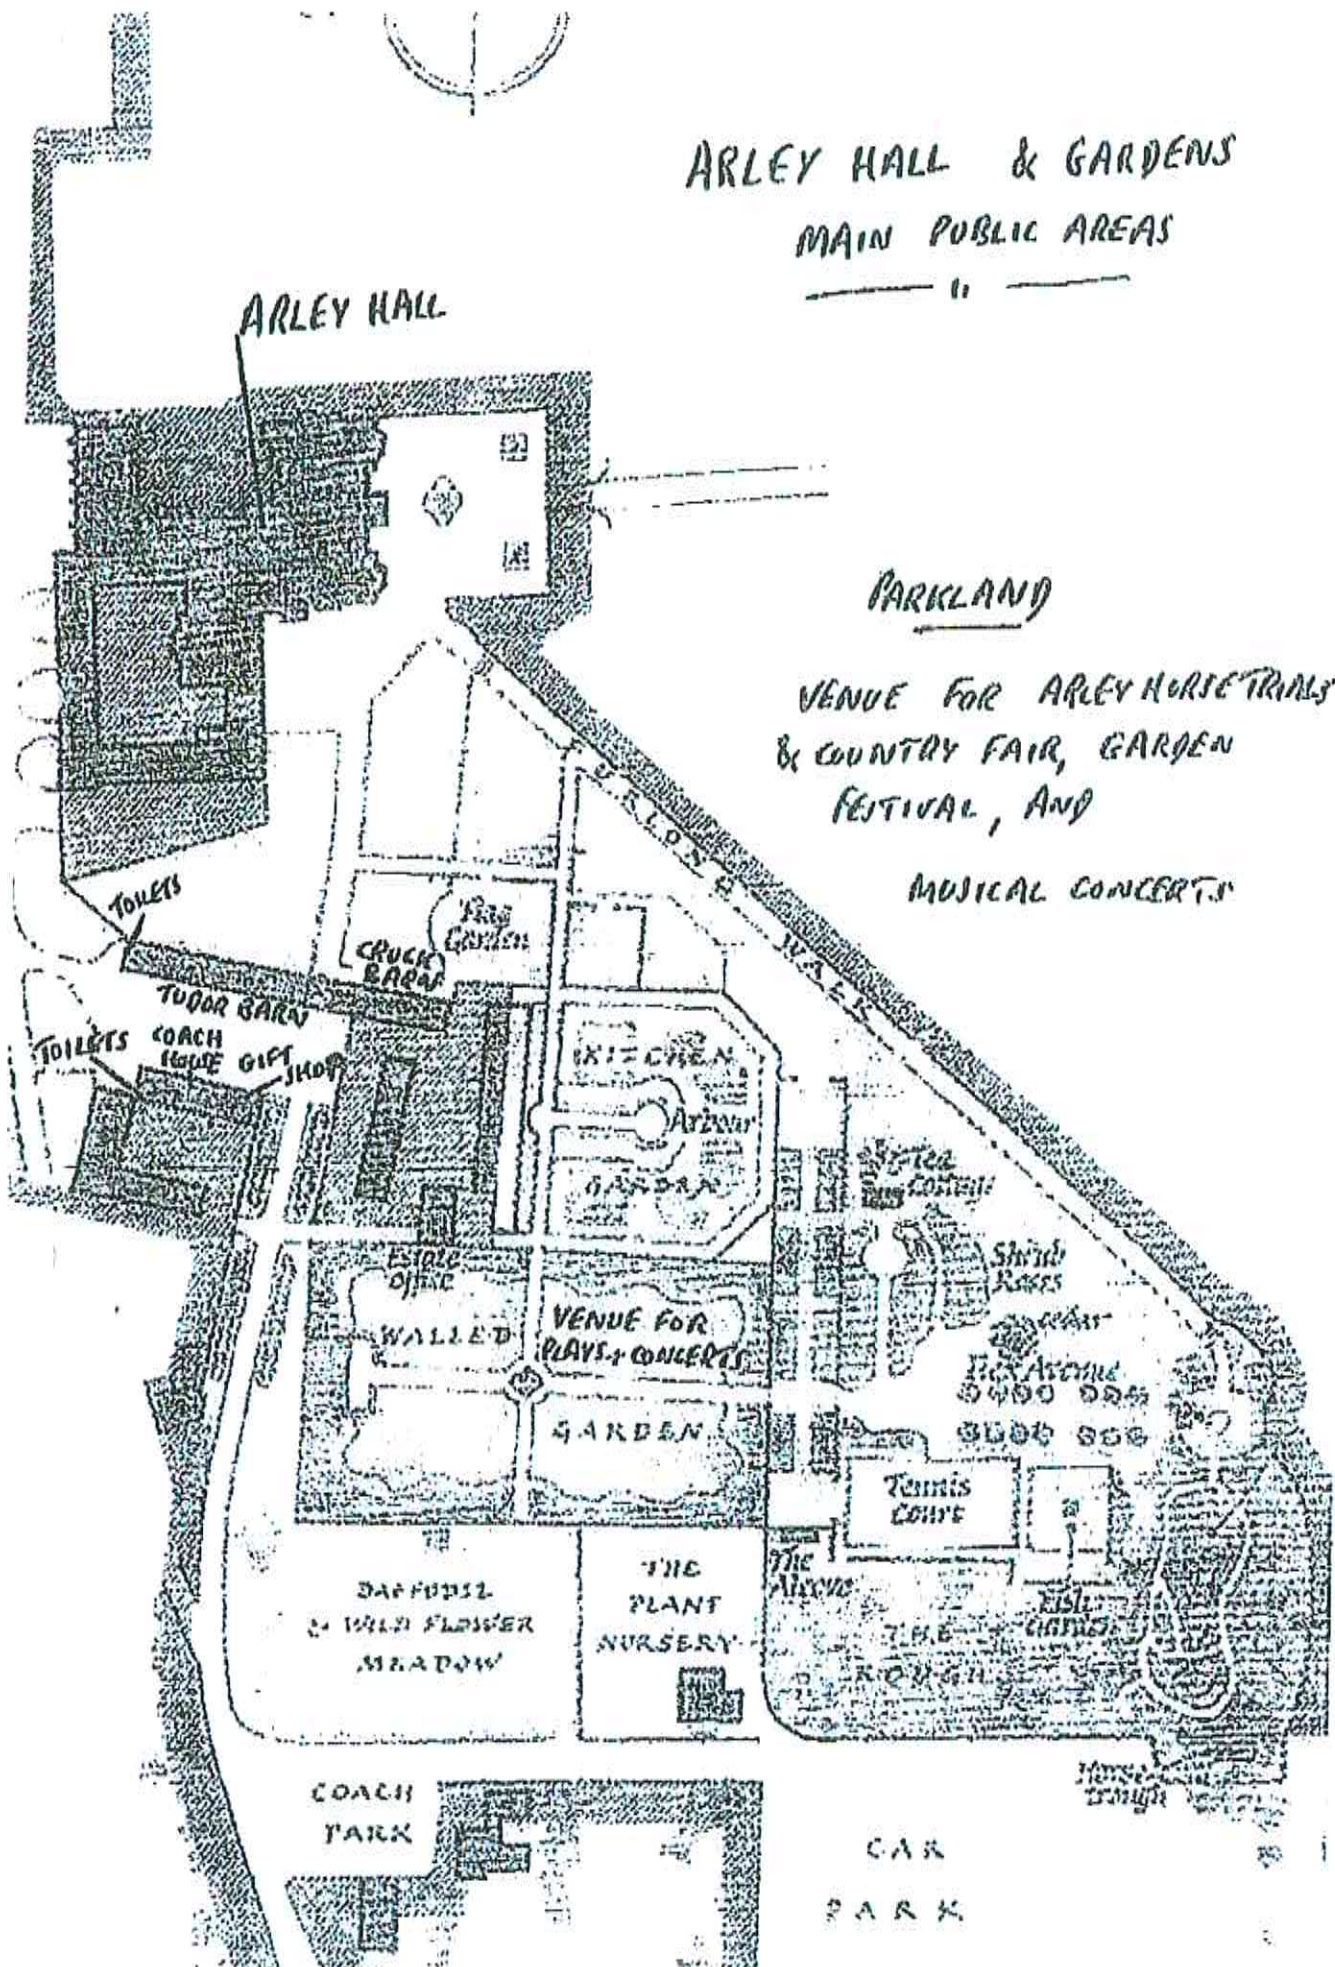 ARLEY HALL & GARDENS
MAIN PUBLIC AREAS
ARLEY HALL
PARKLAND
VENUE FOR ARLEY HORSE TRIALS
& COUNTRY FAIR, GARDEN
FESTIVAL, AND
MUSICAL CONCERTS
FURLONG WALK
TOILETS
Flag
Garden
CRUCK
BARN
TUDOR BARN
TOILETS
COACH
HOUSE GIFT
SHOP
KITCHEN
Arbour
GARDEN
Tea
Cottage
Shrub
Roses
Estate
Office
WALLED
VENUE FOR
PLAYS & CONCERTS
GARDEN
Ilex Avenue
Tennis
Court
The
Alcove
Fish
Garden
THE
ROUGH
DAFFODIL
& WILD FLOWER
MEADOW
THE
PLANT
NURSERY
COACH
PARK
CAR
PARK